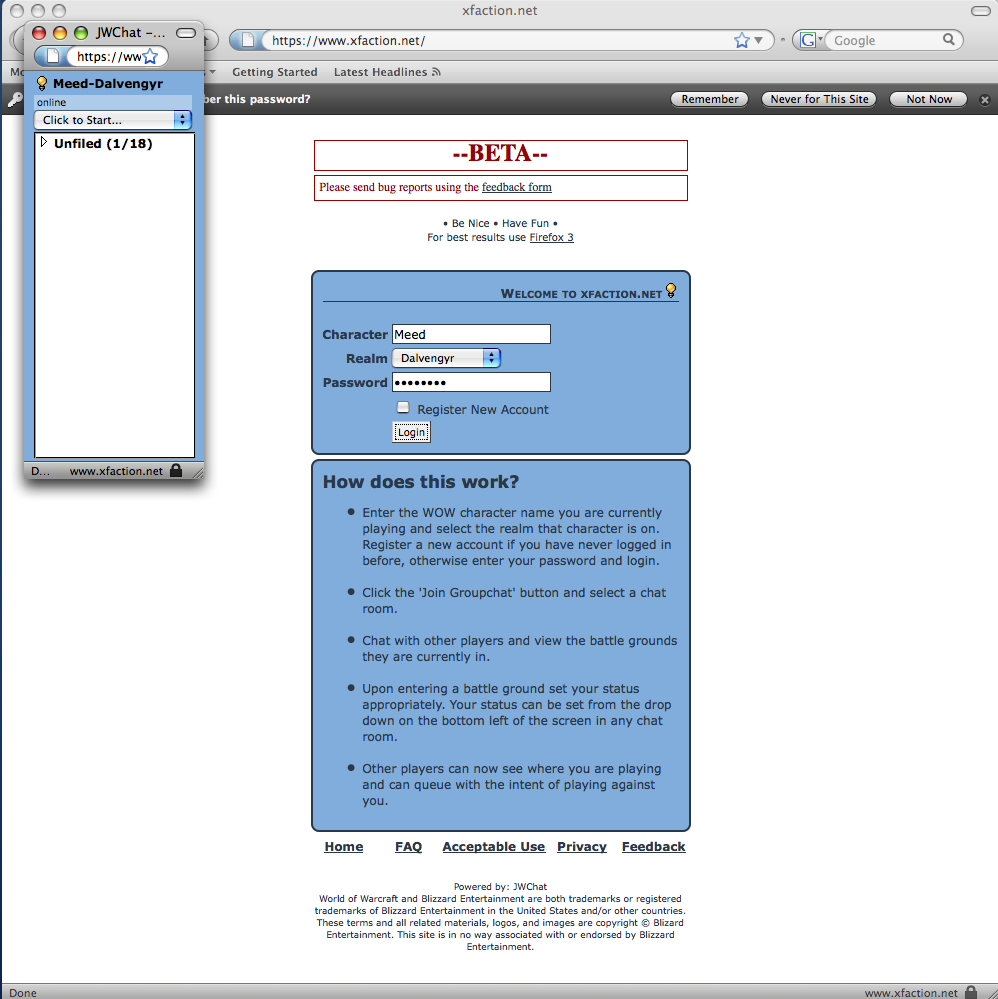 xfaction.net
https://www.xfaction.net/
Google
Getting Started
Latest Headlines
this password?
Remember
Never for This Site
Not Now
JWChat –...
https://ww
Meed-Dalvengyr
online
Click to Start...
Unfiled (1/18)
D...
www.xfaction.net
--BETA--
Please send bug reports using the feedback form
• Be Nice • Have Fun •
For best results use Firefox 3
Welcome to xfaction.net
Character
Meed
Realm
Dalvengyr
Password
Register New Account
Login
How does this work?
• Enter the WOW character name you are currently
playing and select the realm that character is on.
Register a new account if you have never logged in
before, otherwise enter your password and login.
• Click the 'Join Groupchat' button and select a chat
room.
• Chat with other players and view the battle grounds
they are currently in.
• Upon entering a battle ground set your status
appropriately. Your status can be set from the drop
down on the bottom left of the screen in any chat
room.
• Other players can now see where you are playing
and can queue with the intent of playing against
you.
Home
FAQ
Acceptable Use
Privacy
Feedback
Powered by: JWChat
World of Warcraft and Blizzard Entertainment are both trademarks or registered
trademarks of Blizzard Entertainment in the United States and/or other countries.
These terms and all related materials, logos, and images are copyright © Blizard
Entertainment. This site is in no way associated with or endorsed by Blizzard
Entertainment.
Done
www.xfaction.net